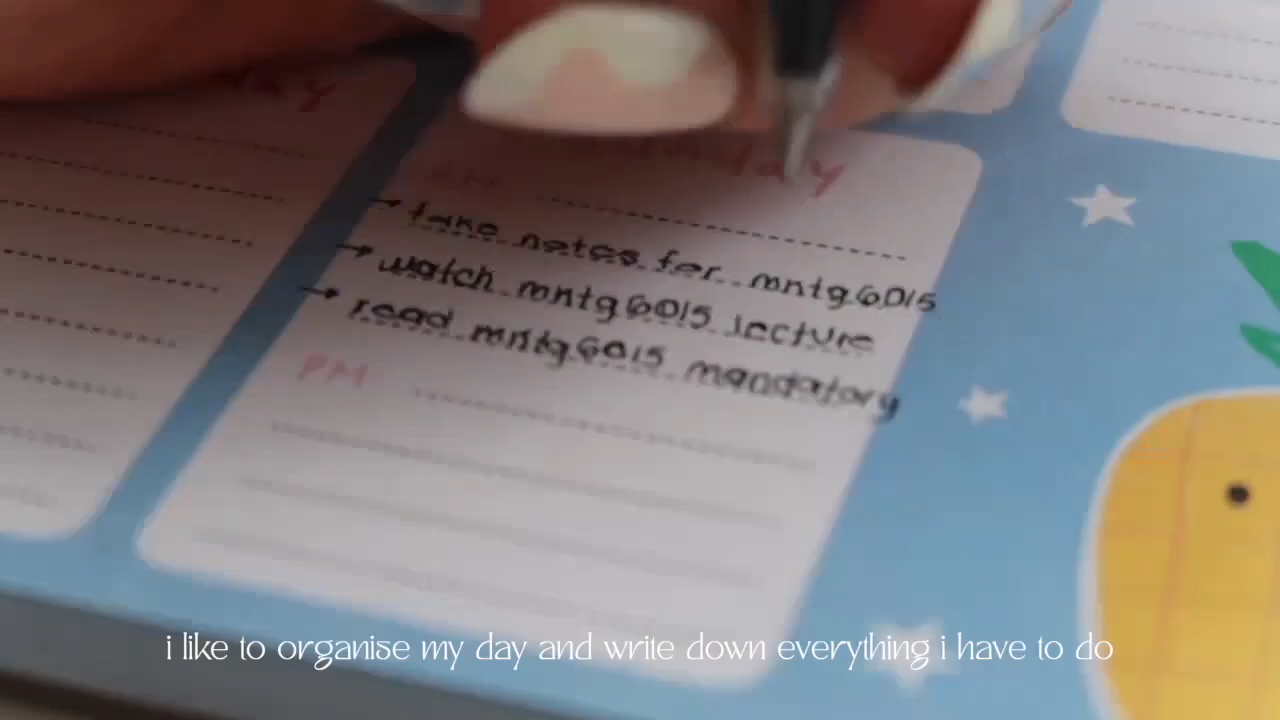 → take notes for mntg6015
→ watch mntg6015 lecture
→ read mntg6015 mandatory
PM
i like to organise my day and write down everything i have to do